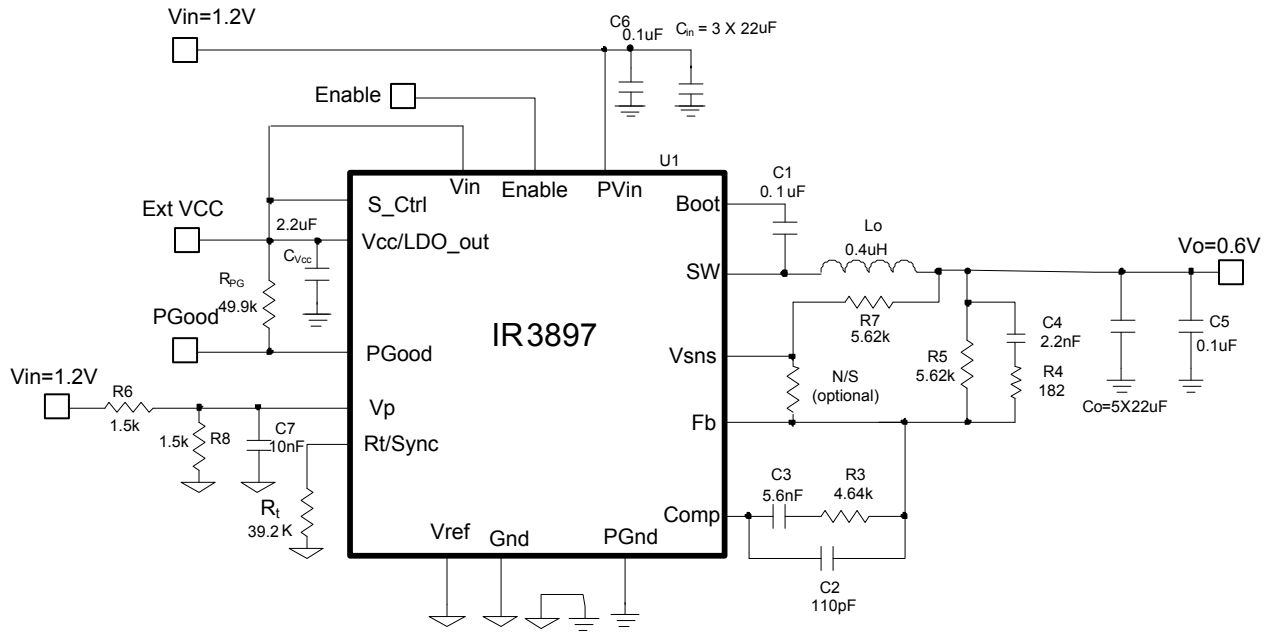 Vin=1.2V
C6
0.1uF
Cin = 3 X 22uF
Enable
U1
Vin
Enable
PVin
C1
0.1uF
Ext VCC
S_Ctrl
Boot
2.2uF
Vcc/LDO_out
Lo
0.4uH
Vo=0.6V
CVcc
SW
RPG
49.9k
R7
5.62k
C4
2.2nF
C5
0.1uF
PGood
IR3897
PGood
Vsns
R5
5.62k
N/S
(optional)
R4
182
Co=5X22uF
Vin=1.2V
R6
1.5k
Vp
Fb
1.5k
R8
C7
10nF
Rt/Sync
C3
5.6nF
R3
4.64k
Rt
39.2K
Comp
Vref
Gnd
PGnd
C2
110pF